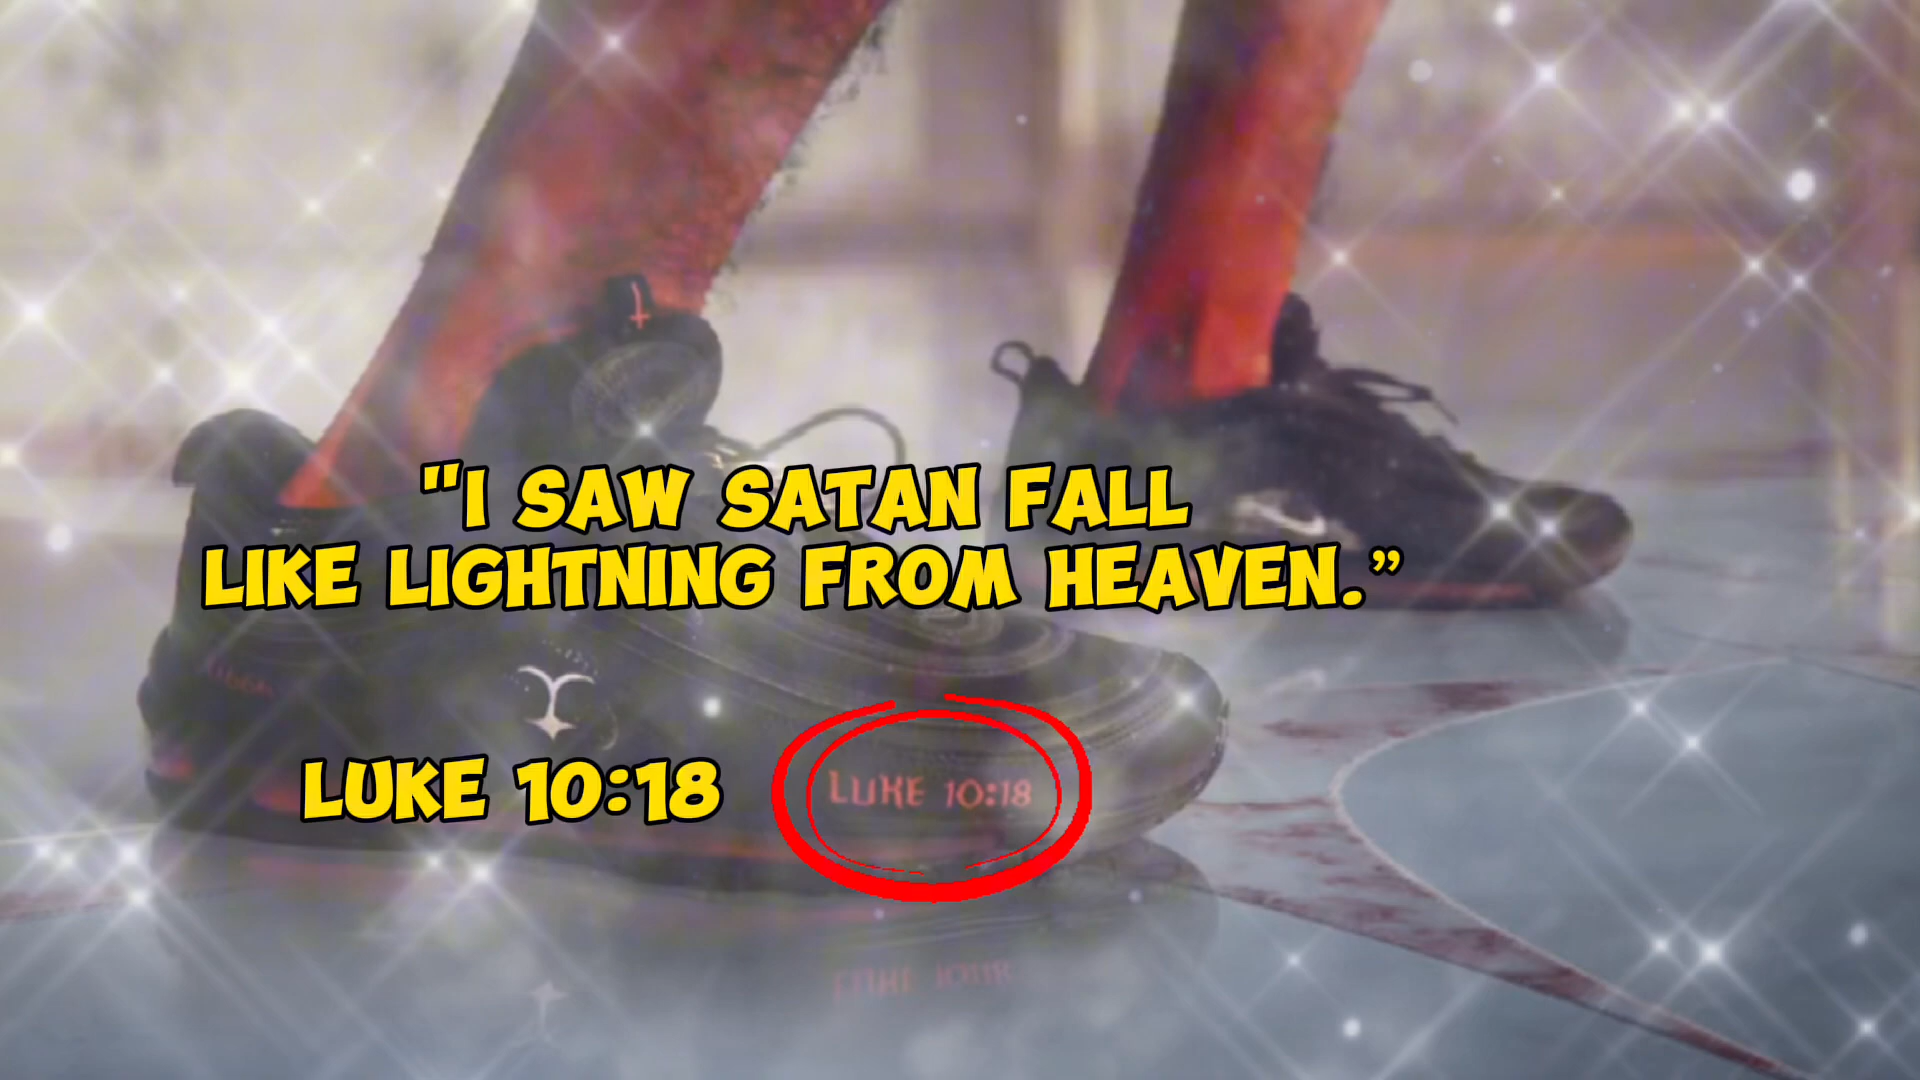 "I SAW SATAN FALL
LIKE LIGHTNING FROM HEAVEN.”
LUKE 10:18
LUKE 10:18